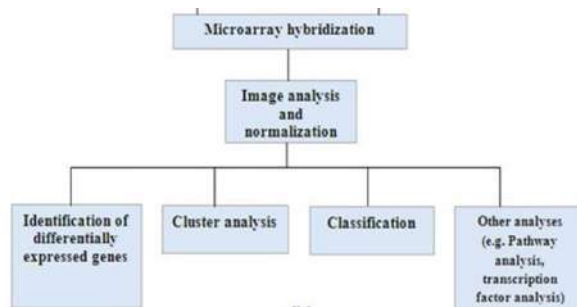 Microarray hybridization
Image analysis
and
normalization
Identification of
differentially
expressed genes
Cluster analysis
Classification
Other analyses
(e.g. Pathway
analysis,
transcription
factor analysis)